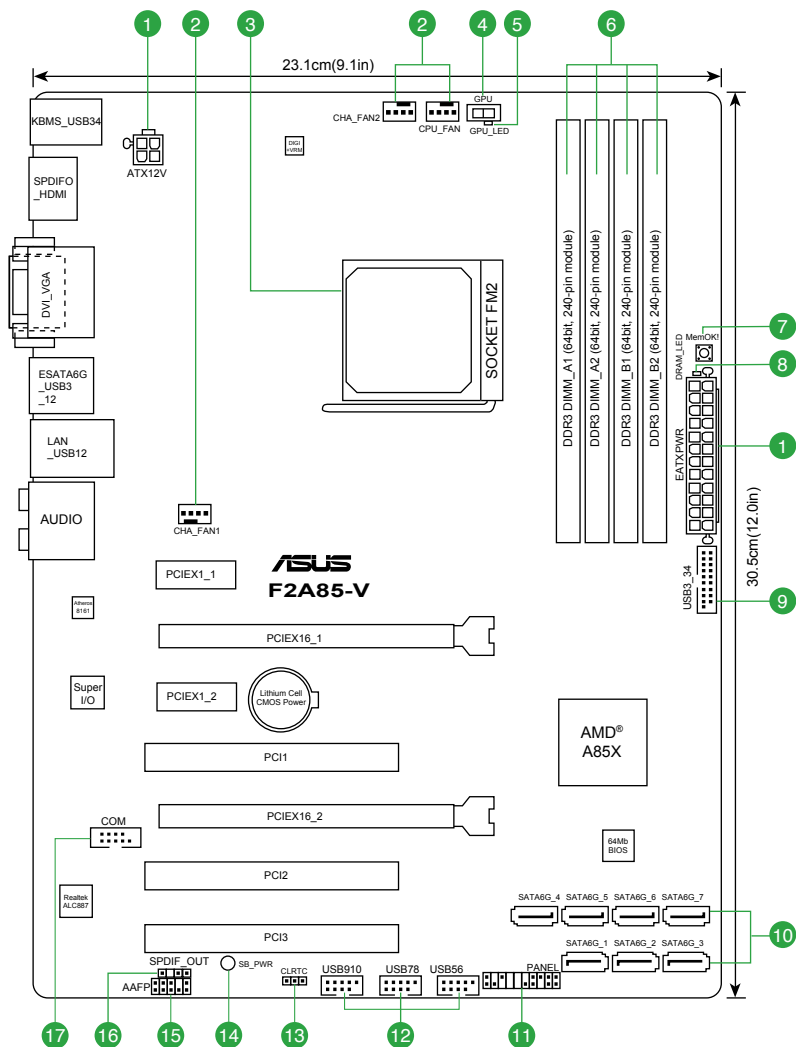 1
2
3
2
4
5
6
23.1cm(9.1in)
KBMS_USB34
ATX12V
DIGI
+VRM
CHA_FAN2
CPU_FAN
GPU
GPU_LED
SPDIFO
_HDMI
DVI_VGA
SOCKET FM2
DDR3 DIMM_A1 (64bit, 240-pin module)
DDR3 DIMM_A2 (64bit, 240-pin module)
DDR3 DIMM_B1 (64bit, 240-pin module)
DDR3 DIMM_B2 (64bit, 240-pin module)
MemOK!
DRAM_LED
7
8
ESATA6G
_USB3
_12
LAN
_USB12
EATXPWR
1
AUDIO
CHA_FAN1
30.5cm(12.0in)
ASUS
F2A85-V
PCIEX1_1
USB3_34
9
Atheros
8161
PCIEX16_1
Super
I/O
PCIEX1_2
Lithium Cell
CMOS Power
AMD®
A85X
PCI1
COM
PCIEX16_2
64Mb
BIOS
Realtek
ALC887
PCI2
SATA6G_4
SATA6G_5
SATA6G_6
SATA6G_7
10
PCI3
SATA6G_1
SATA6G_2
SATA6G_3
SPDIF_OUT
SB_PWR
CLRTC
USB910
USB78
USB56
PANEL
AAFP
17
16
15
14
13
12
11